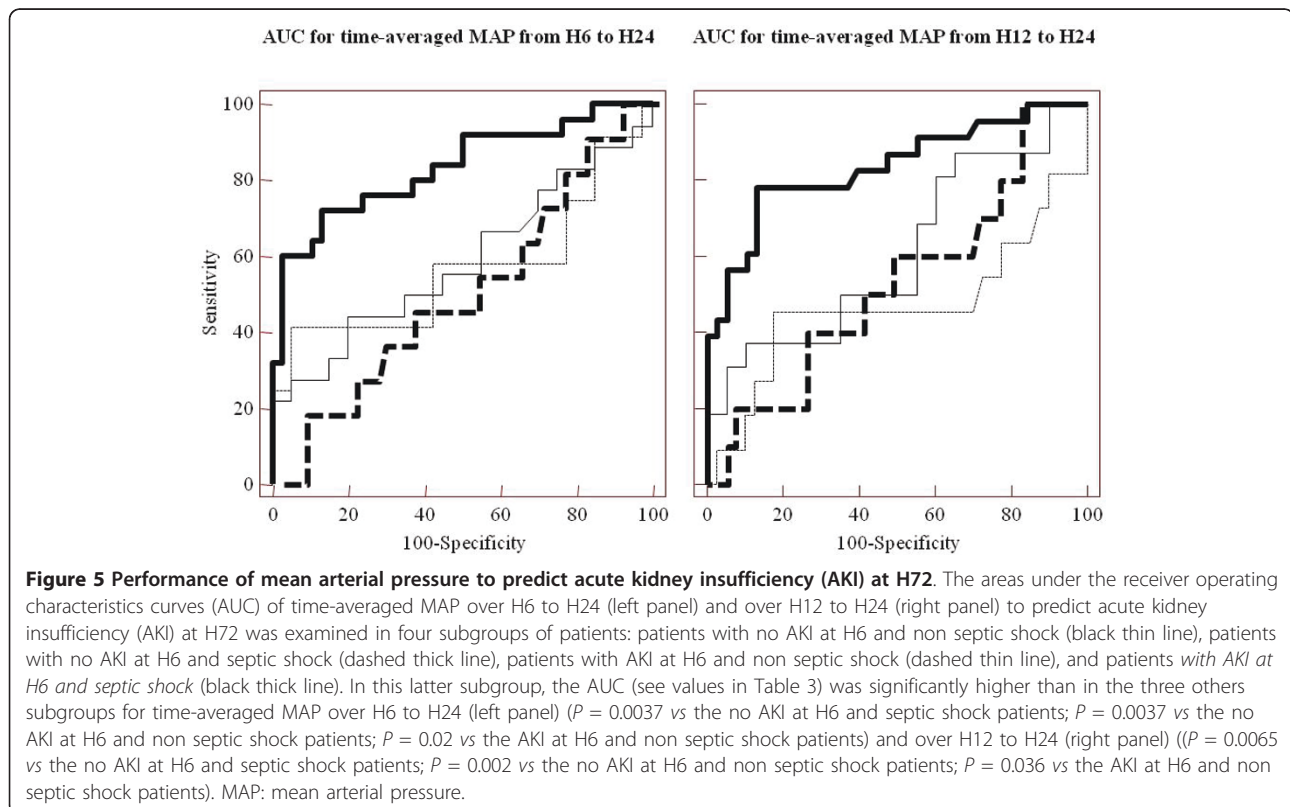 AUC for time-averaged MAP from H6 to H24
AUC for time-averaged MAP from H12 to H24
100
80
60
40
20
0
Sensitivity
0 20 40 60 80 100
100-Specificity
0 20 40 60 80 100
100-Specificity
Figure 5 Performance of mean arterial pressure to predict acute kidney insufficiency (AKI) at H72. The areas under the receiver operating
characteristics curves (AUC) of time-averaged MAP over H6 to H24 (left panel) and over H12 to H24 (right panel) to predict acute kidney
insufficiency (AKI) at H72 was examined in four subgroups of patients: patients with no AKI at H6 and non septic shock (black thin line), patients
with no AKI at H6 and septic shock (dashed thick line), patients with AKI at H6 and non septic shock (dashed thin line), and patients with AKI at
H6 and septic shock (black thick line). In this latter subgroup, the AUC (see values in Table 3) was significantly higher than in the three others
subgroups for time-averaged MAP over H6 to H24 (left panel) (P = 0.0037 vs the no AKI at H6 and septic shock patients; P = 0.0037 vs the no
AKI at H6 and non septic shock patients; P = 0.02 vs the AKI at H6 and non septic shock patients) and over H12 to H24 (right panel) ((P = 0.0065
vs the no AKI at H6 and septic shock patients; P = 0.002 vs the no AKI at H6 and non septic shock patients; P = 0.036 vs the AKI at H6 and non
septic shock patients). MAP: mean arterial pressure.